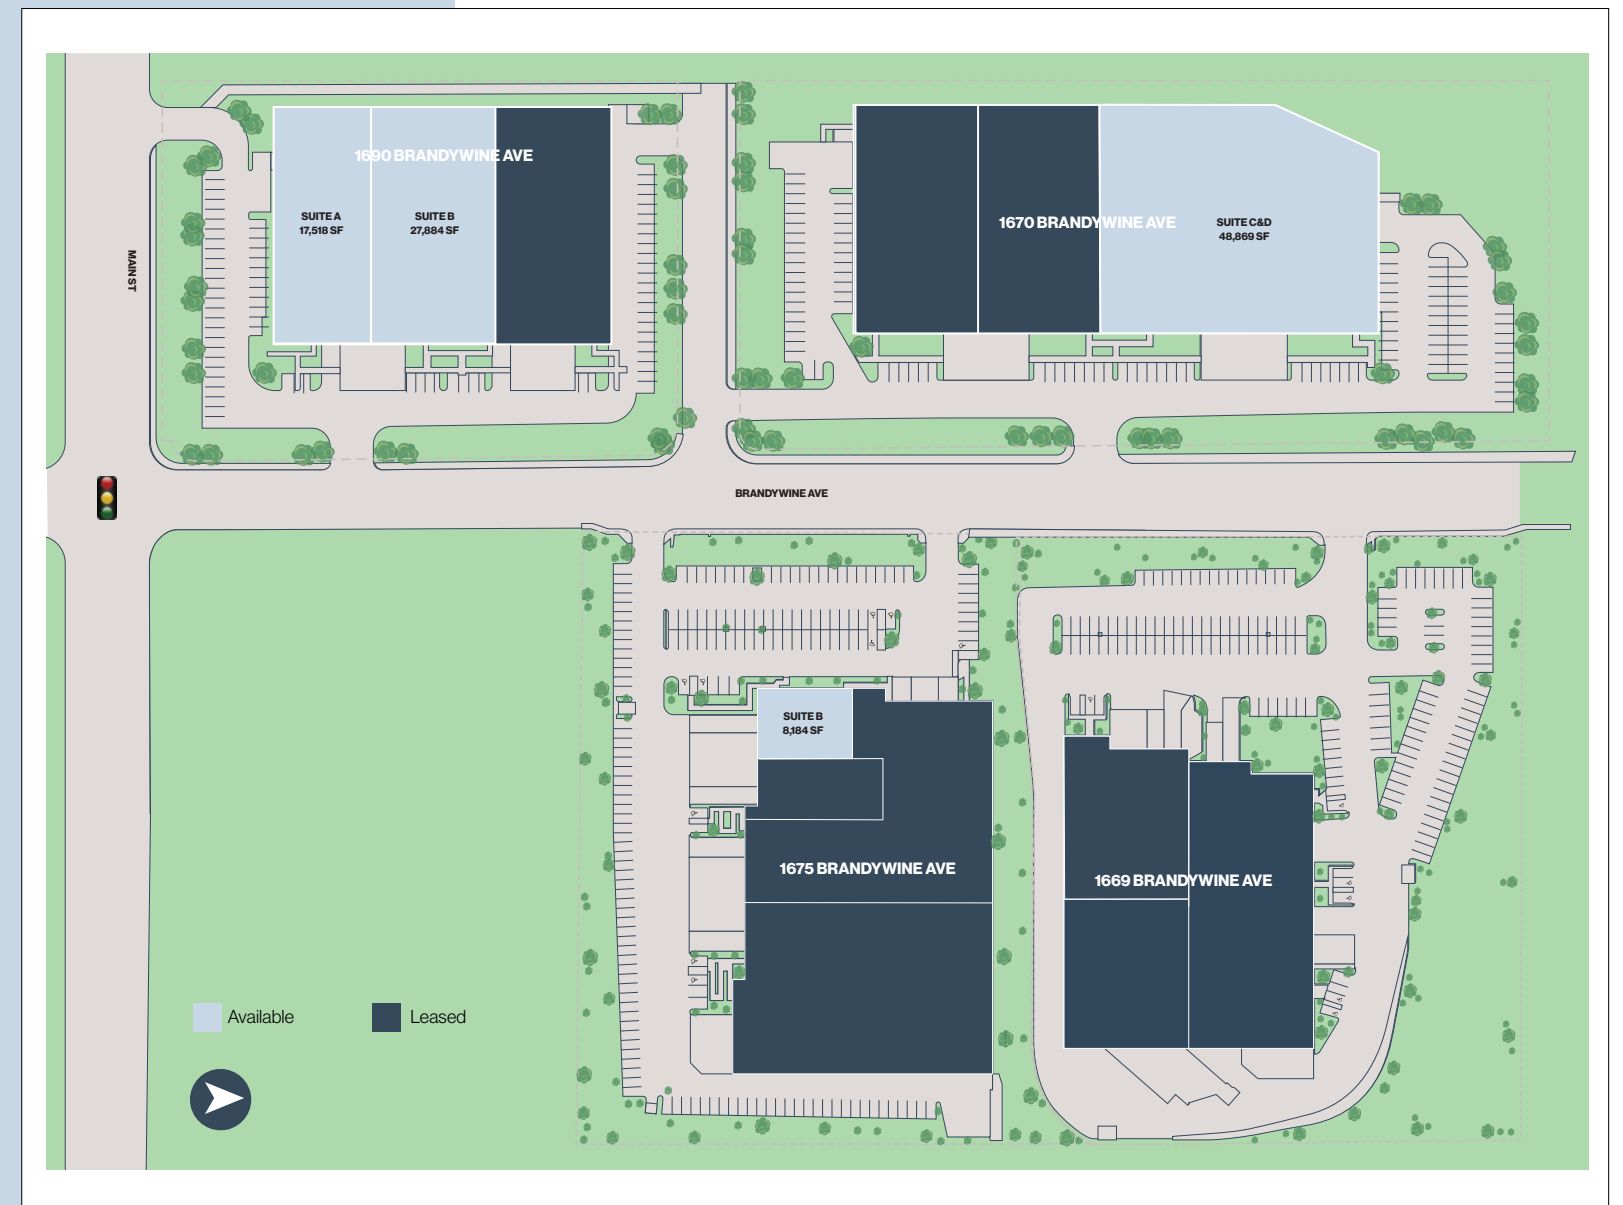 1690 BRANDYWINE AVE
SUITE A
17,518 SF
SUITE B
27,884 SF
1670 BRANDYWINE AVE
SUITE C&D
48,869 SF
MAIN ST
BRANDYWINE AVE
SUITE B
8,184 SF
1675 BRANDYWINE AVE
1669 BRANDYWINE AVE
Available
Leased